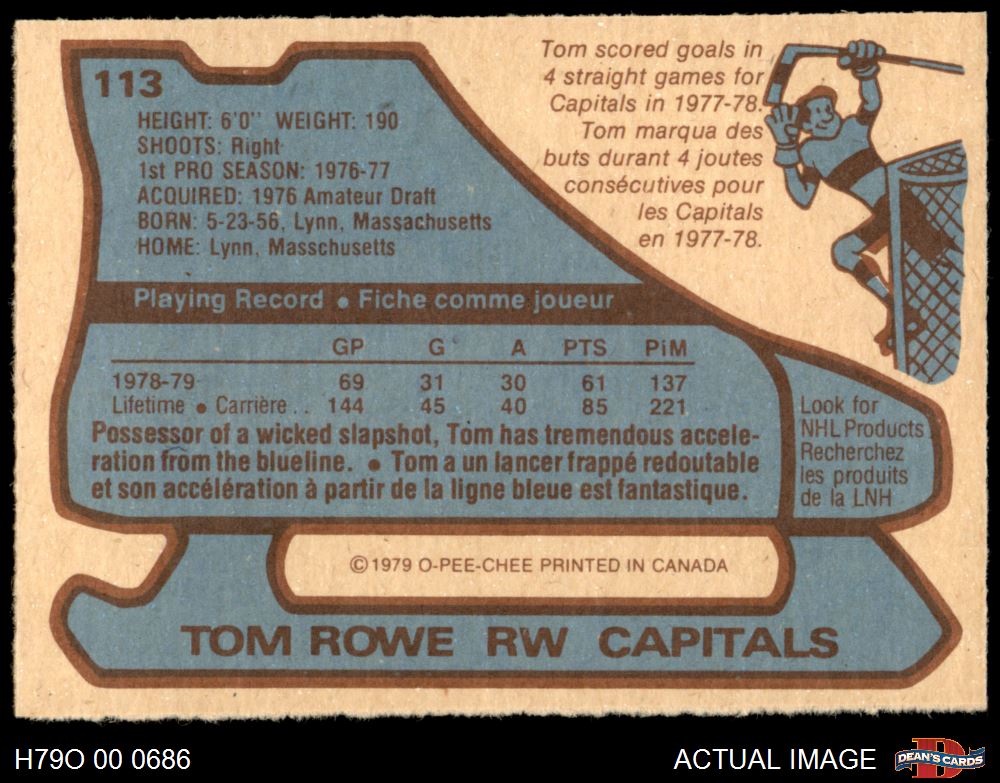 113
HEIGHT: 6'0" WEIGHT: 190
SHOOTS: Right
1st PRO SEASON: 1976-77
ACQUIRED: 1976 Amateur Draft
BORN: 5-23-56, Lynn, Massachusetts
HOME: Lynn, Masschusetts
Tom scored goals in
4 straight games for
Capitals in 1977-78.
Tom marqua des
buts durant 4 joutes
consécutives pour
les Capitals
en 1977-78.
Playing Record • Fiche comme joueur
GP G A PTS PiM
1978-79 69 31 30 61 137
Lifetime • Carrière .. 144 45 40 85 221
Possessor of a wicked slapshot, Tom has tremendous accele-
ration from the blueline. • Tom a un lancer frappé redoutable
et son accélération à partir de la ligne bleue est fantastique.
Look for
NHL Products
Recherchez
les produits
de la LNH
©1979 O-PEE-CHEE PRINTED IN CANADA
TOM ROWE RW CAPITALS
H79O 00 0686
ACTUAL IMAGE
D
DEAN'S CARDS